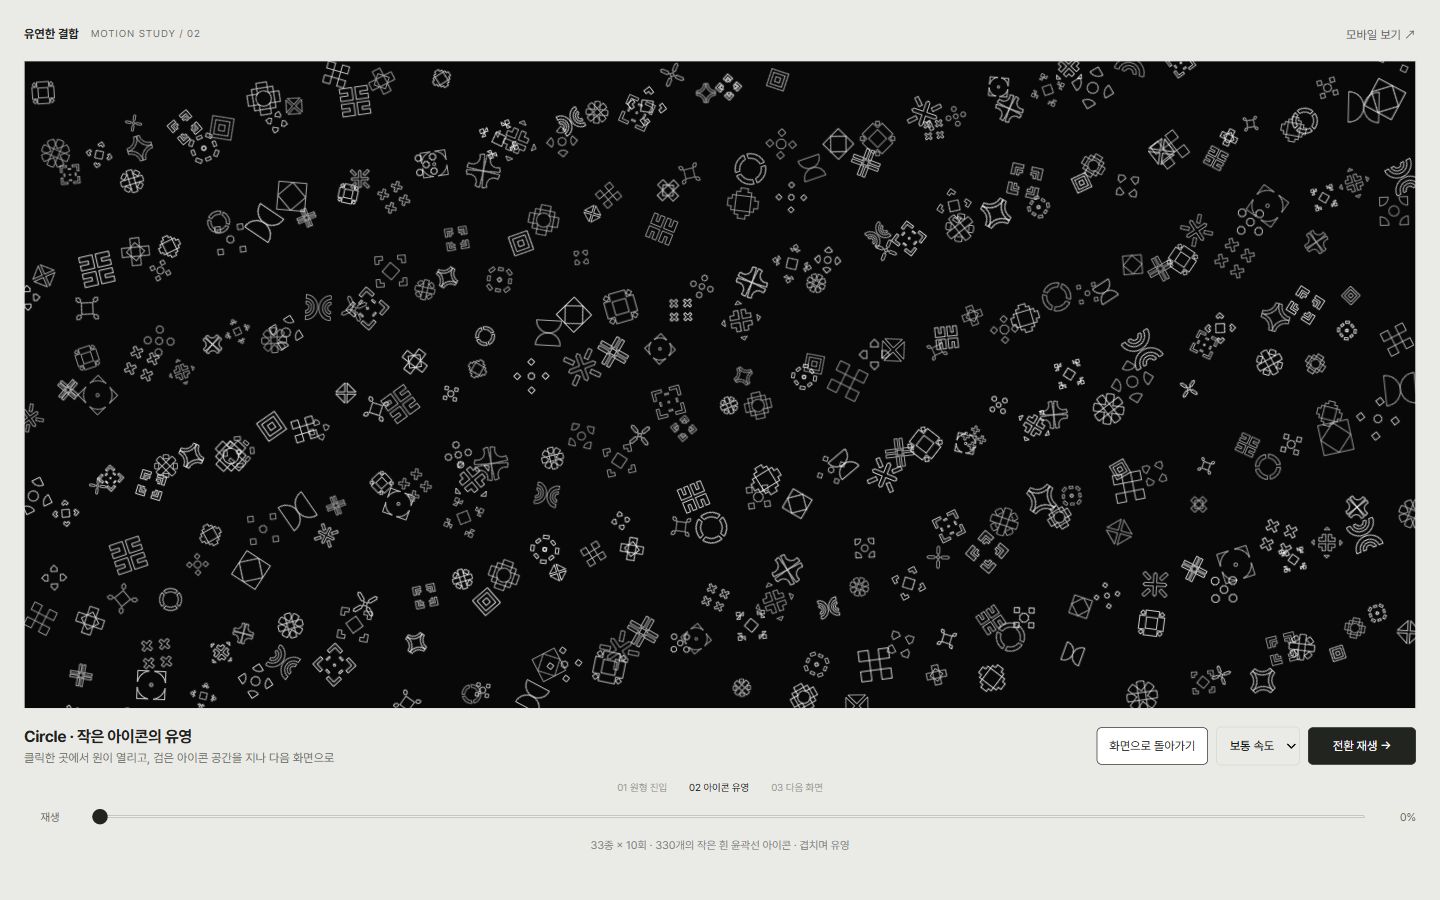 유연한 결합 MOTION STUDY / 02
모바일 보기 ↗
Circle · 작은 아이콘의 유영
클릭한 곳에서 원이 열리고, 검은 아이콘 공간을 지나 다음 화면으로
화면으로 돌아가기
보통 속도
전환 재생 →
01 원형 진입 02 아이콘 유영 03 다음 화면
재생 0%
33종 × 10회 · 330개의 작은 흰 윤곽선 아이콘 · 겹치며 유영